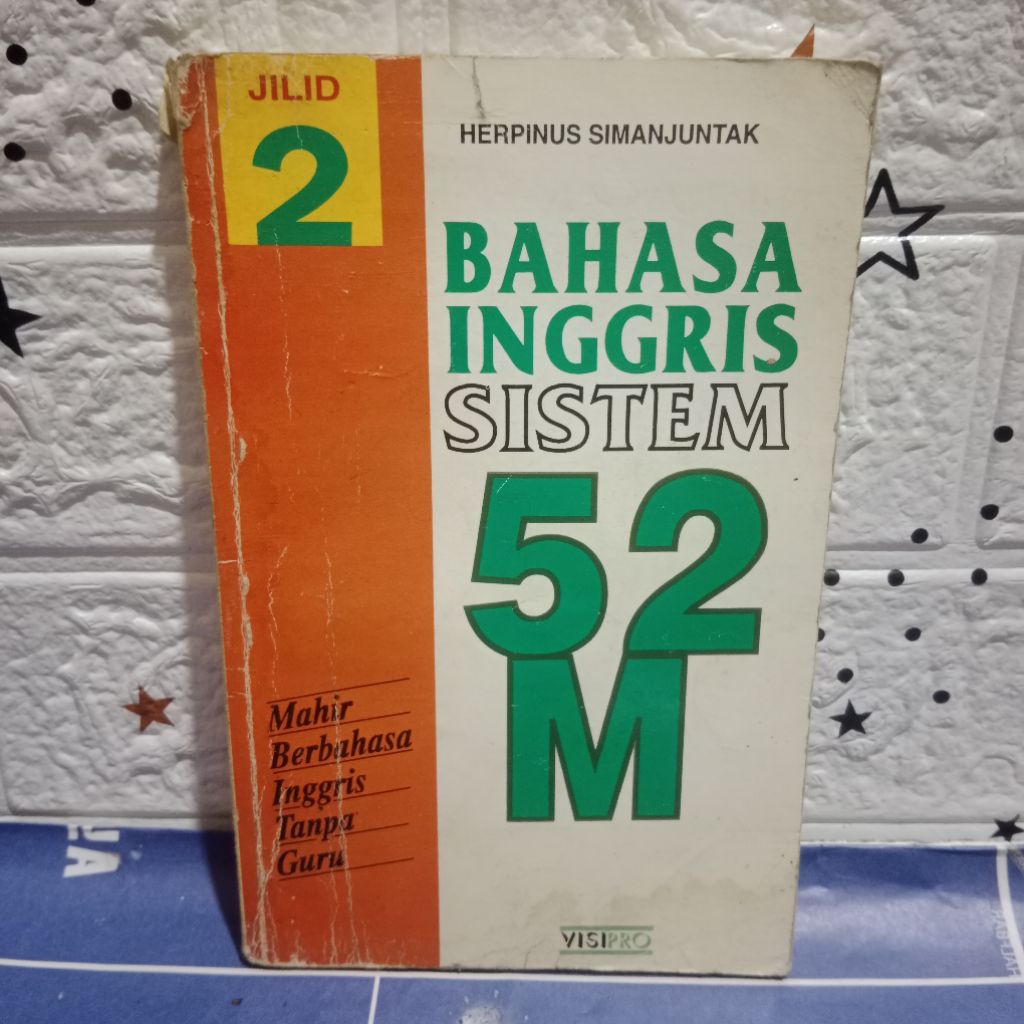 JILID
2
HERPINUS SIMANJUNTAK
BAHASA
INGGRIS
SISTEM
52
M
Mahir
Berbahasa
Inggris
Tanpa
Guru
VISIPRO